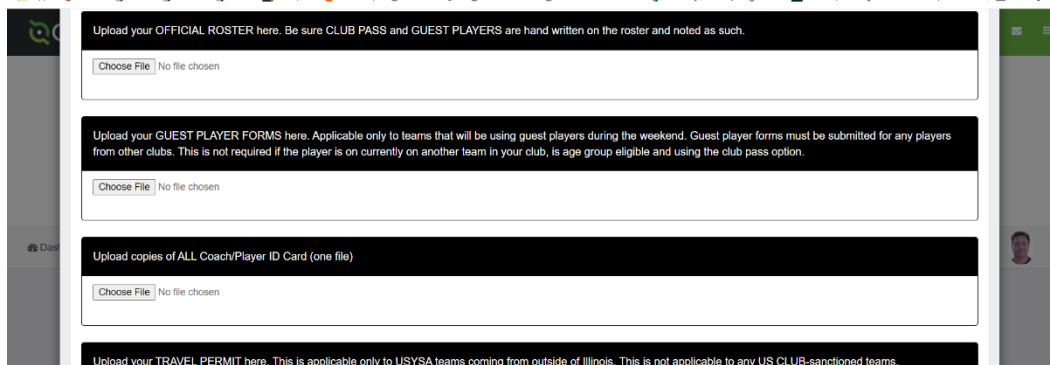 Upload your OFFICIAL ROSTER here. Be sure CLUB PASS and GUEST PLAYERS are hand written on the roster and noted as such.
Choose File No file chosen
Upload your GUEST PLAYER FORMS here. Applicable only to teams that will be using guest players during the weekend. Guest player forms must be submitted for any players
from other clubs. This is not required if the player is on currently on another team in your club, is age group eligible and using the club pass option.
Choose File No file chosen
Dast
Upload copies of ALL Coach/Player ID Card (one file)
Choose File No file chosen
Upload your TRAVEL PERMIT here. This is applicable only to USYSA teams coming from outside of Illinois. This is not applicable to any US CLUB-sanctioned teams.